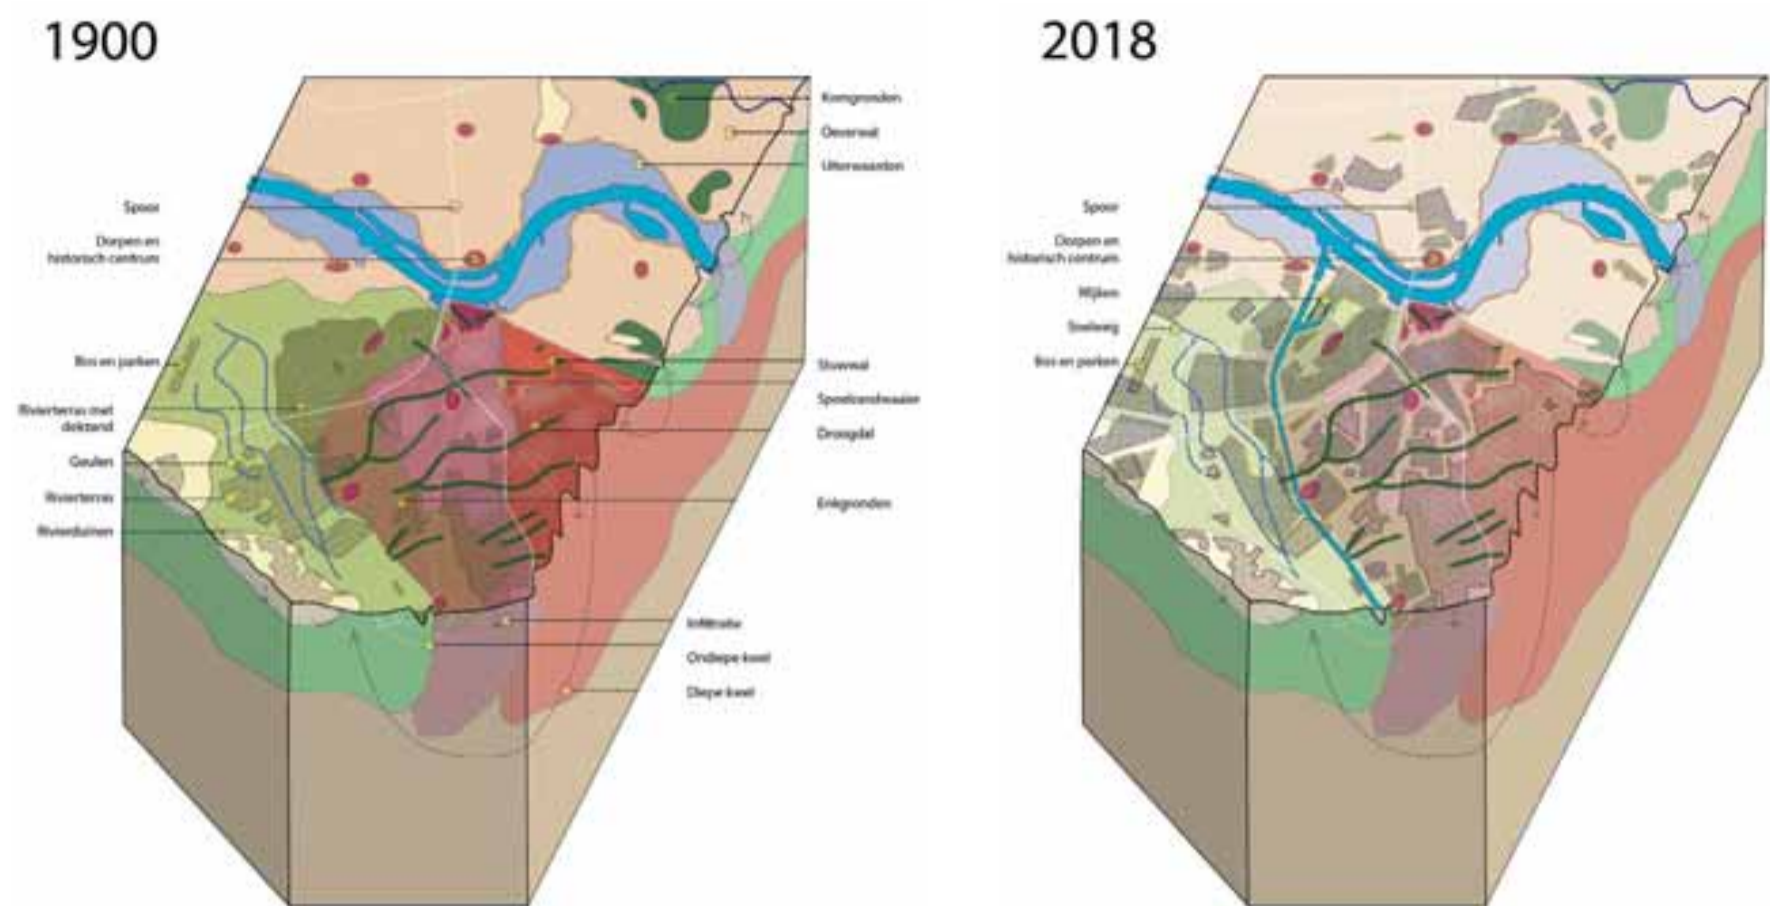 1900
Komgronden
Oeverwal
Uiterwaarden
Spoor
Dorpen en
historisch centrum
Bos en parken
Rivierterras met
dekzand
Geulen
Rivierterras
Rivierduinen
Stuwwal
Spoelzandwaaier
Droogdal
Enkgronden
Infiltratie
Ondiepe kwel
Diepe kwel
2018
Spoor
Dorpen en
historisch centrum
Wijken
Snelweg
Bos en parken